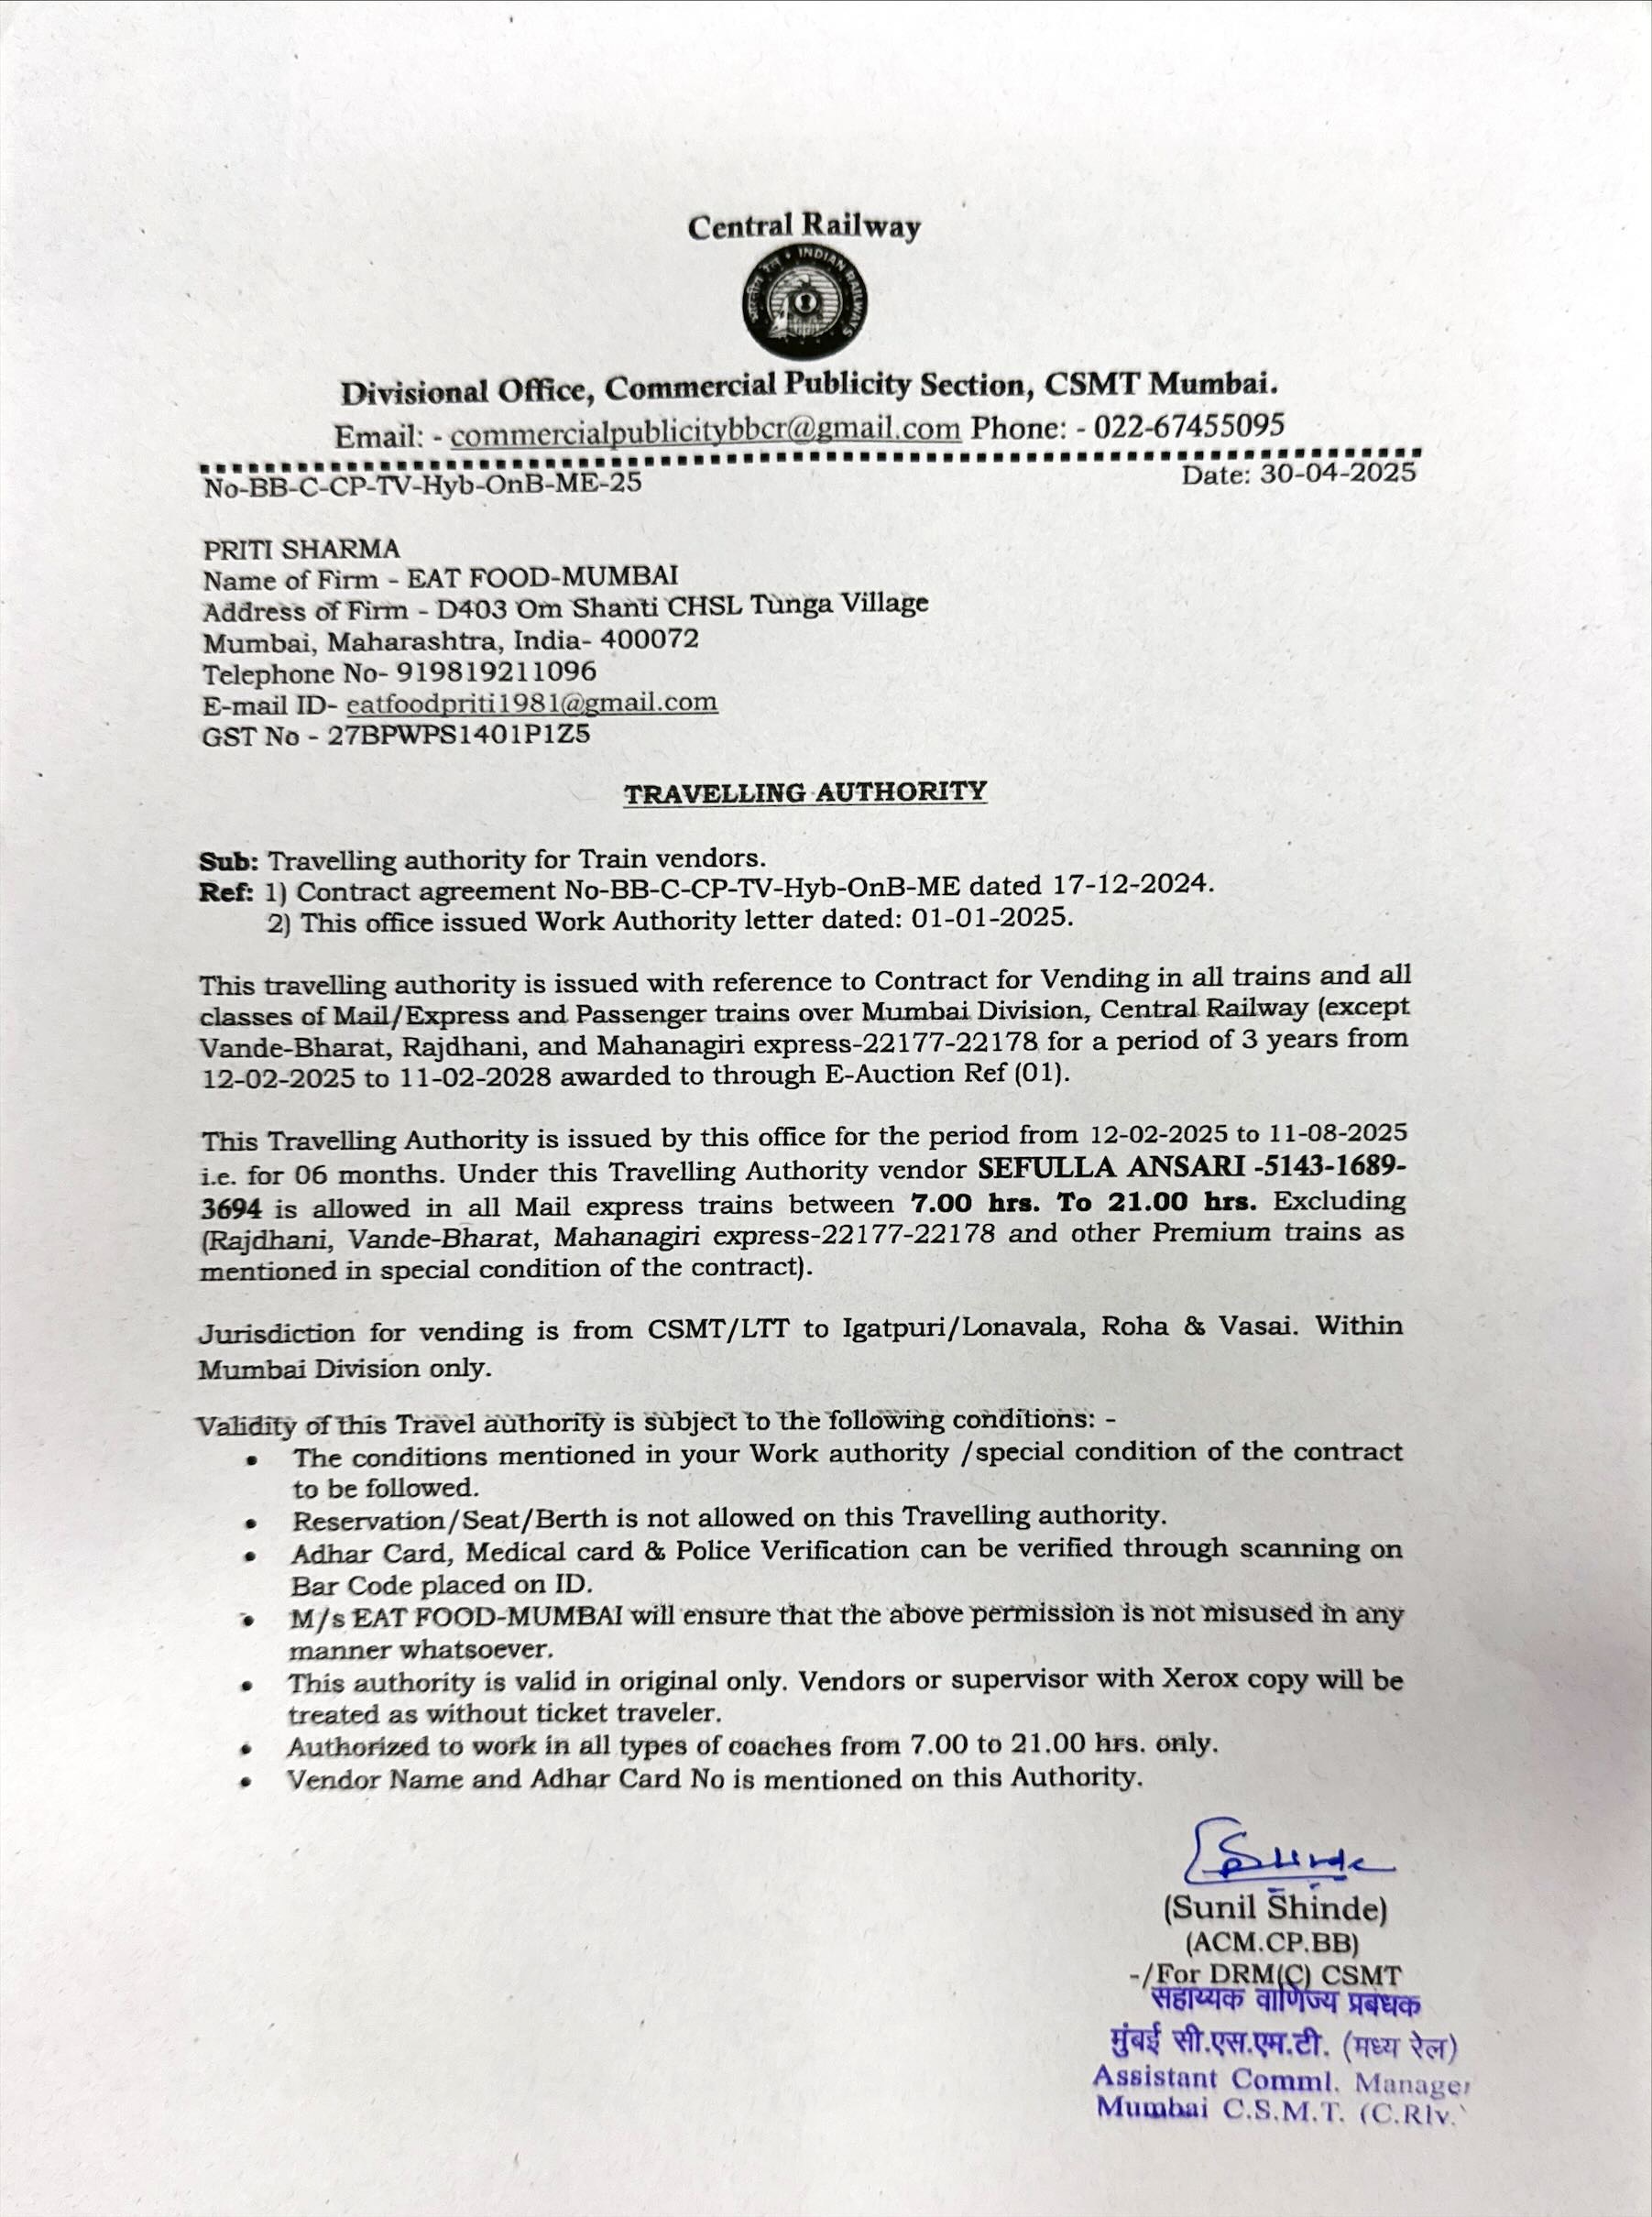 Central Railway
भारतीय रेल * INDIAN RAILWAYS
Divisional Office, Commercial Publicity Section, CSMT Mumbai.
Email: - commercialpublicitybbcr@gmail.com Phone: - 022-67455095
No-BB-C-CP-TV-Hyb-OnB-ME-25 Date: 30-04-2025
PRITI SHARMA
Name of Firm - EAT FOOD-MUMBAI
Address of Firm - D403 Om Shanti CHSL Tunga Village
Mumbai, Maharashtra, India- 400072
Telephone No- 919819211096
E-mail ID- eatfoodpriti1981@gmail.com
GST No - 27BPWPS1401P1Z5
TRAVELLING AUTHORITY
Sub: Travelling authority for Train vendors.
Ref: 1) Contract agreement No-BB-C-CP-TV-Hyb-OnB-ME dated 17-12-2024.
2) This office issued Work Authority letter dated: 01-01-2025.
This travelling authority is issued with reference to Contract for Vending in all trains and all
classes of Mail/Express and Passenger trains over Mumbai Division, Central Railway (except
Vande-Bharat, Rajdhani, and Mahanagiri express-22177-22178 for a period of 3 years from
12-02-2025 to 11-02-2028 awarded to through E-Auction Ref (01).
This Travelling Authority is issued by this office for the period from 12-02-2025 to 11-08-2025
i.e. for 06 months. Under this Travelling Authority vendor SEFULLA ANSARI -5143-1689-
3694 is allowed in all Mail express trains between 7.00 hrs. To 21.00 hrs. Excluding
(Rajdhani, Vande-Bharat, Mahanagiri express-22177-22178 and other Premium trains as
mentioned in special condition of the contract).
Jurisdiction for vending is from CSMT/LTT to Igatpuri/Lonavala, Roha & Vasai. Within
Mumbai Division only.
Validity of this Travel authority is subject to the following conditions: -
• The conditions mentioned in your Work authority /special condition of the contract
to be followed.
• Reservation/Seat/Berth is not allowed on this Travelling authority.
• Adhar Card, Medical card & Police Verification can be verified through scanning on
Bar Code placed on ID.
• M/s EAT FOOD-MUMBAI will ensure that the above permission is not misused in any
manner whatsoever.
• This authority is valid in original only. Vendors or supervisor with Xerox copy will be
treated as without ticket traveler.
• Authorized to work in all types of coaches from 7.00 to 21.00 hrs. only.
• Vendor Name and Adhar Card No is mentioned on this Authority.
Shinde
(Sunil Shinde)
(ACM.CP.BB)
-/For DRM(C) CSMT
सहाय्यक वाणिज्य प्रबंधक
मुंबई सी.एस.एम.टी. (मध्य रेल)
Assistant Comml. Manager
Mumbai C.S.M.T. (C.Rly.)